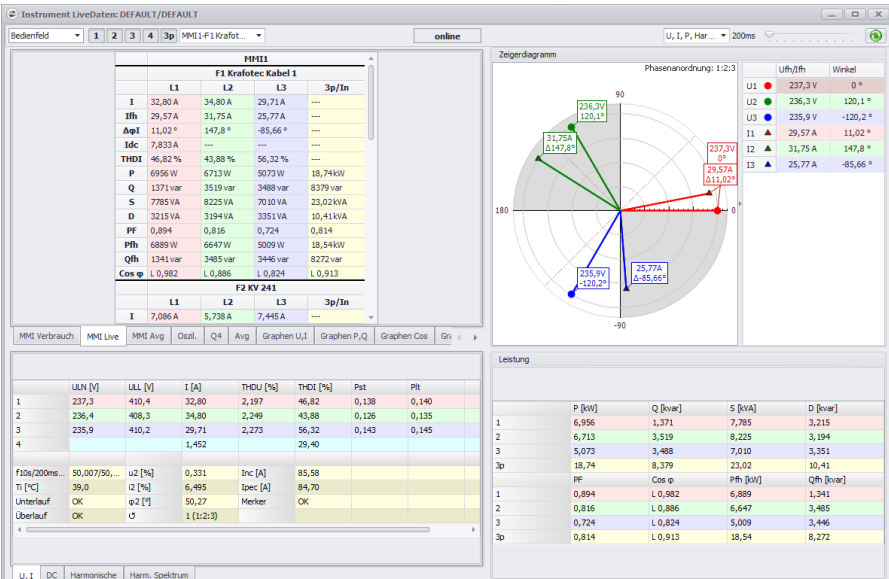 Instrument LiveDaten: DEFAULT/DEFAULT
Bedienfeld 1 2 3 4 3p MMI1-F1 Krafot... online U, I, P, Har... 200ms
MMI1
F1 Krafotec Kabel 1
L1 L2 L3 3p/In
I 32,80 A 34,80 A 29,71 A ---
Ifh 29,57 A 31,75 A 25,77 A ---
ΔφI 11,02 ° 147,8 ° -85,66 ° ---
Idc 7,833 A --- --- ---
THDI 46,82 % 43,88 % 56,32 % ---
P 6956 W 6713 W 5073 W 18,74kW
Q 1371 var 3519 var 3488 var 8379 var
S 7785 VA 8225 VA 7010 VA 23,02kVA
D 3215 VA 3194 VA 3351 VA 10,41kVA
PF 0,894 0,816 0,724 0,814
Pfh 6889 W 6647 W 5009 W 18,54kW
Qfh 1341 var 3485 var 3446 var 8272 var
Cos φ L 0,982 L 0,886 L 0,824 L 0,913
F2 KV 241
L1 L2 L3 3p/In
I 7,086 A 5,738 A 7,445 A ---
MMI Verbrauch MMI Live MMI Avg Oszil. Q4 Avg Graphen U,I Graphen P,Q Graphen Cos Gra
Zeigerdiagramm
Phasenanordnung: 1:2:3
90
236,3V
120,1°
31,75A
Δ147,8°
237,3V
0°
29,57A
Δ11,02°
180
0
235,9V
-120,2°
25,77A
Δ-85,66°
-90
Ufh/Ifh Winkel
U1 237,3 V 0 °
U2 236,3 V 120,1 °
U3 235,9 V -120,2 °
I1 29,57 A 11,02 °
I2 31,75 A 147,8 °
I3 25,77 A -85,66 °
ULN [V] ULL [V] I [A] THDU [%] THDI [%] Pst Plt
1 237,3 410,4 32,80 2,197 46,82 0,138 0,140
2 236,4 408,3 34,80 2,249 43,88 0,126 0,135
3 235,9 410,2 29,71 2,273 56,32 0,143 0,145
4 1,452 29,40
f10s/200ms... 50,007/50,... u2 [%] 0,331 Inc [A] 85,58
Ti [°C] 39,0 i2 [%] 6,495 Ipec [A] 84,70
Unterlauf OK φ2 [°] 50,27 Merker OK
Überlauf OK ↺ 1 (1:2:3)
U, I DC Harmonische Harm. Spektrum
Leistung
P [kW] Q [kvar] S [kVA] D [kvar]
1 6,956 1,371 7,785 3,215
2 6,713 3,519 8,225 3,194
3 5,073 3,488 7,010 3,351
3p 18,74 8,379 23,02 10,41
PF Cos φ Pfh [kW] Qfh [kvar]
1 0,894 L 0,982 6,889 1,341
2 0,816 L 0,886 6,647 3,485
3 0,724 L 0,824 5,009 3,446
3p 0,814 L 0,913 18,54 8,272